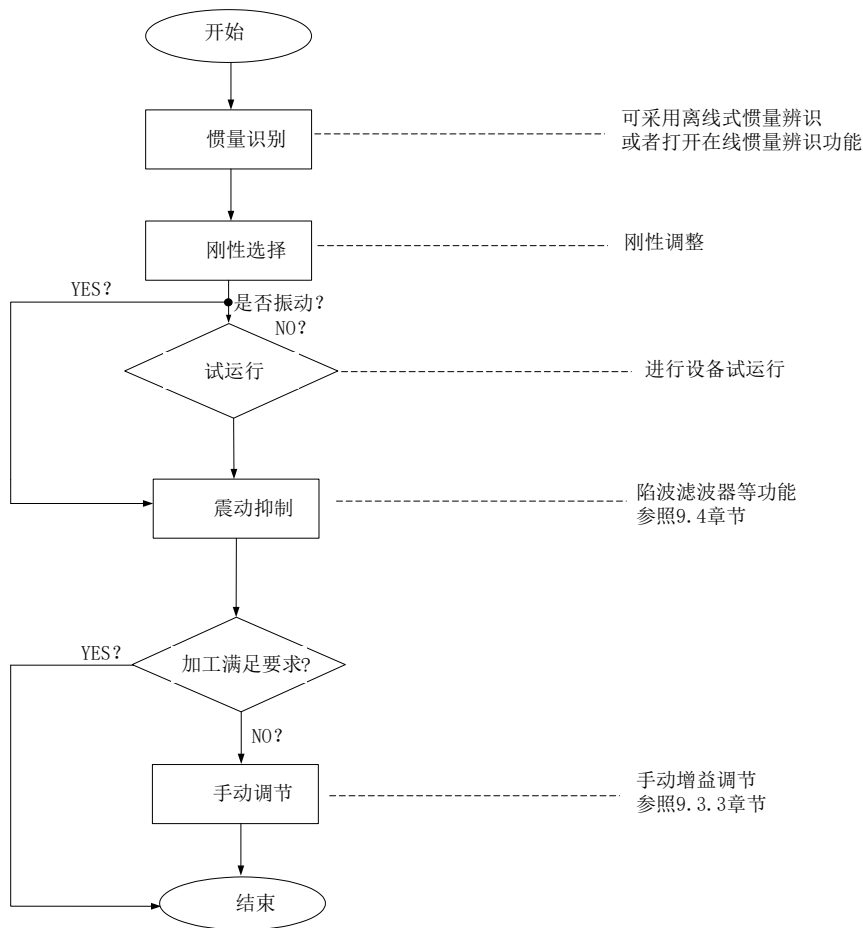 开始
惯量识别
可采用离线式惯量辨识
或者打开在线惯量辨识功能
刚性选择
刚性调整
YES?
是否振动?
NO?
试运行
进行设备试运行
震动抑制
陷波滤波器等功能
参照9.4章节
YES?
加工满足要求?
NO?
手动调节
手动增益调节
参照9.3.3章节
结束